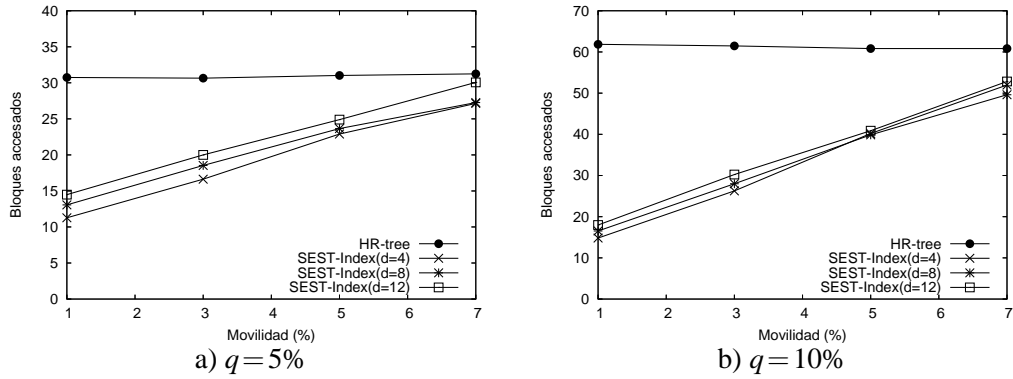 40
35
30
25
20
15
10
5
0
Bloques accesados
HR-tree
SEST-Index(d=4)
SEST-Index(d=8)
SEST-Index(d=12)
1 2 3 4 5 6 7
Movilidad (%)
a) q=5%
70
60
50
40
30
20
10
0
Bloques accesados
HR-tree
SEST-Index(d=4)
SEST-Index(d=8)
SEST-Index(d=12)
1 2 3 4 5 6 7
Movilidad (%)
b) q=10%